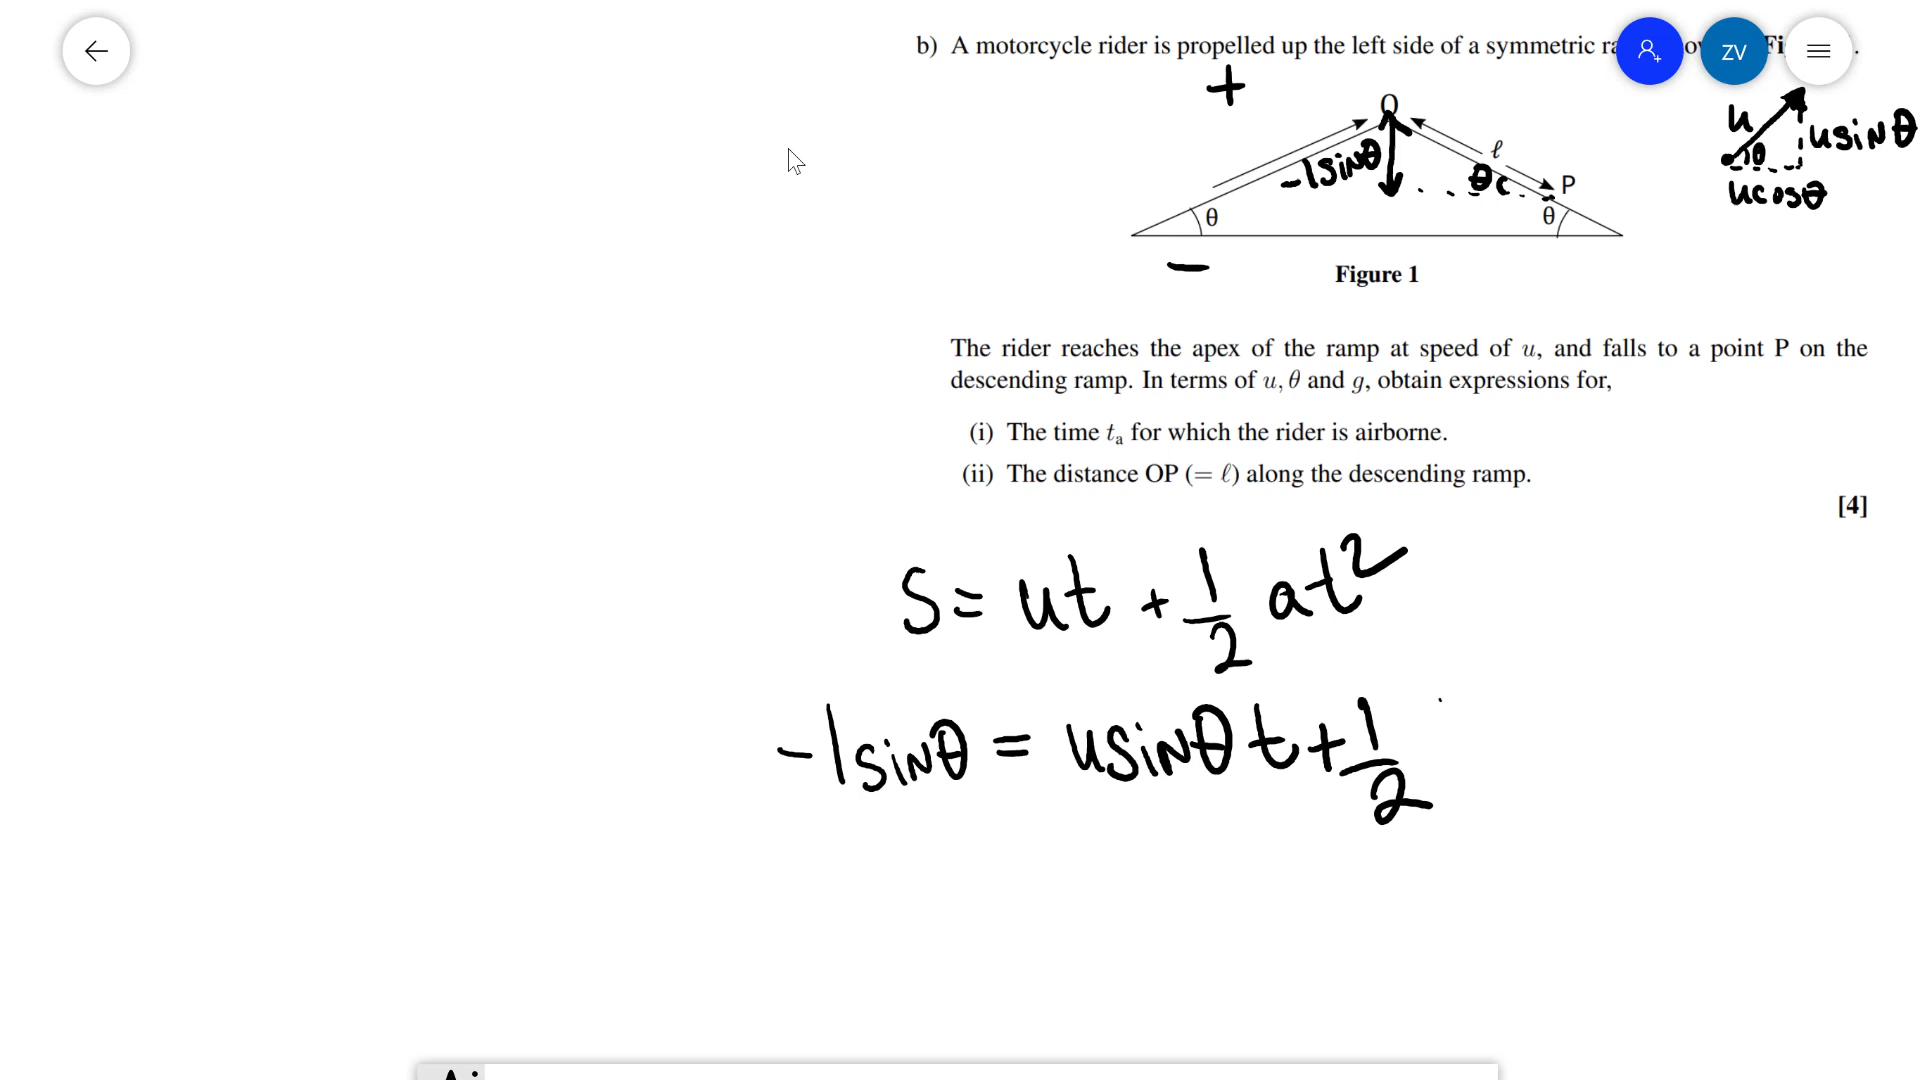 b) A motorcycle rider is propelled up the left side of a symmetric
ZV
+
O
u
usinθ
θ
ucosθ
-lsinθ
ℓ
θc
P
θ
θ
−
Figure 1
The rider reaches the apex of the ramp at speed of u, and falls to a point P on the
descending ramp. In terms of u, θ and g, obtain expressions for,
(i) The time tₐ for which the rider is airborne.
(ii) The distance OP (= ℓ) along the descending ramp.
[4]
S = ut + 1/2 at²
-lsinθ = usinθ t + 1/2